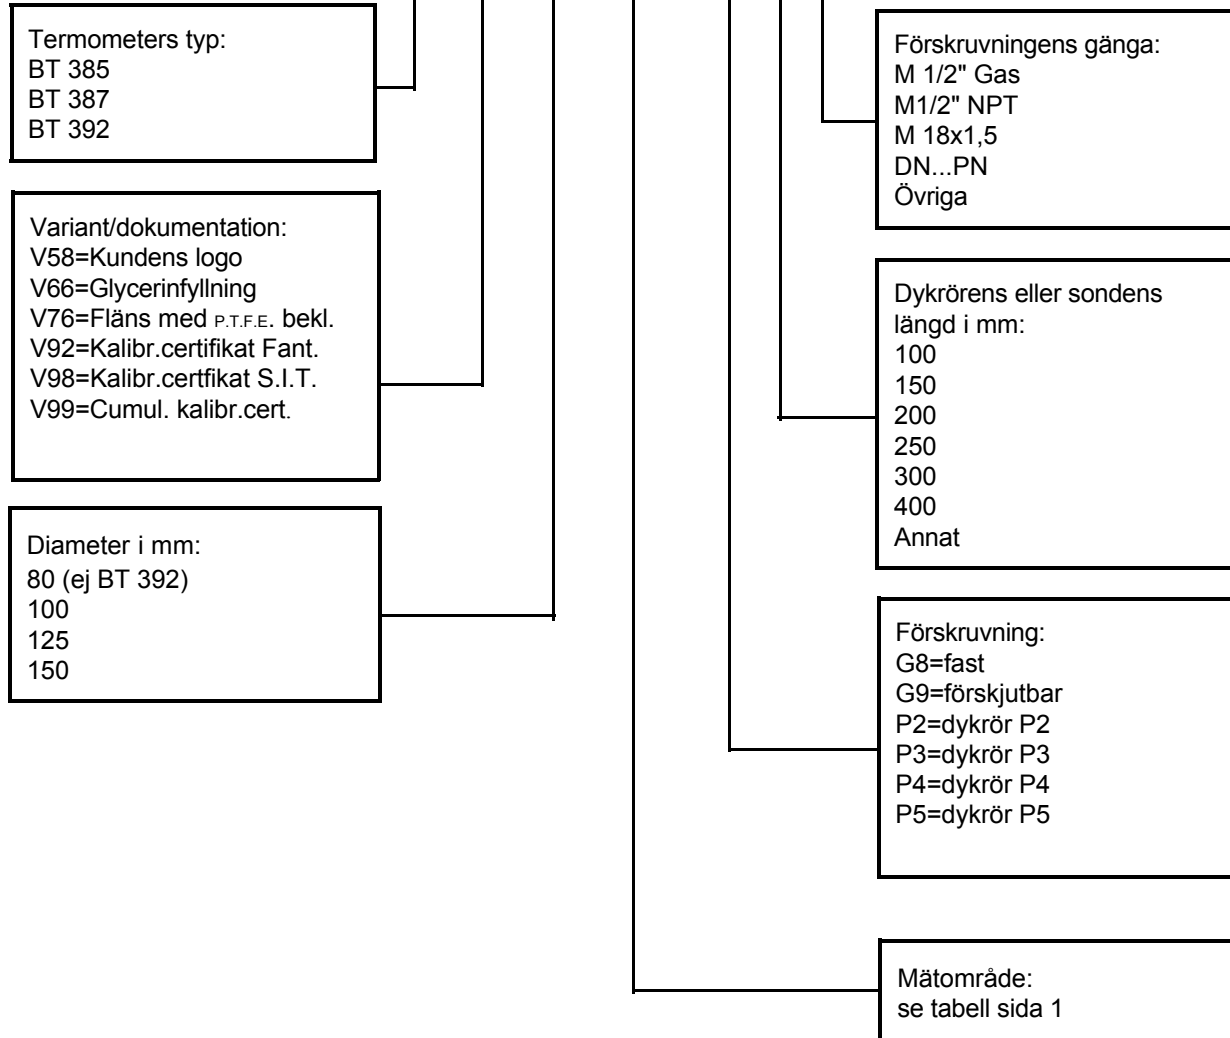 Termometers typ:
BT 385
BT 387
BT 392
Variant/dokumentation:
V58=Kundens logo
V66=Glycerinfyllning
V76=Fläns med P.T.F.E. bekl.
V92=Kalibr.certifikat Fant.
V98=Kalibr.certfikat S.I.T.
V99=Cumul. kalibr.cert.
Diameter i mm:
80 (ej BT 392)
100
125
150
Förskruvningens gänga:
M 1/2" Gas
M1/2" NPT
M 18x1,5
DN...PN
Övriga
Dykrörens eller sondens
längd i mm:
100
150
200
250
300
400
Annat
Förskruvning:
G8=fast
G9=förskjutbar
P2=dykrör P2
P3=dykrör P3
P4=dykrör P4
P5=dykrör P5
Mätområde:
se tabell sida 1